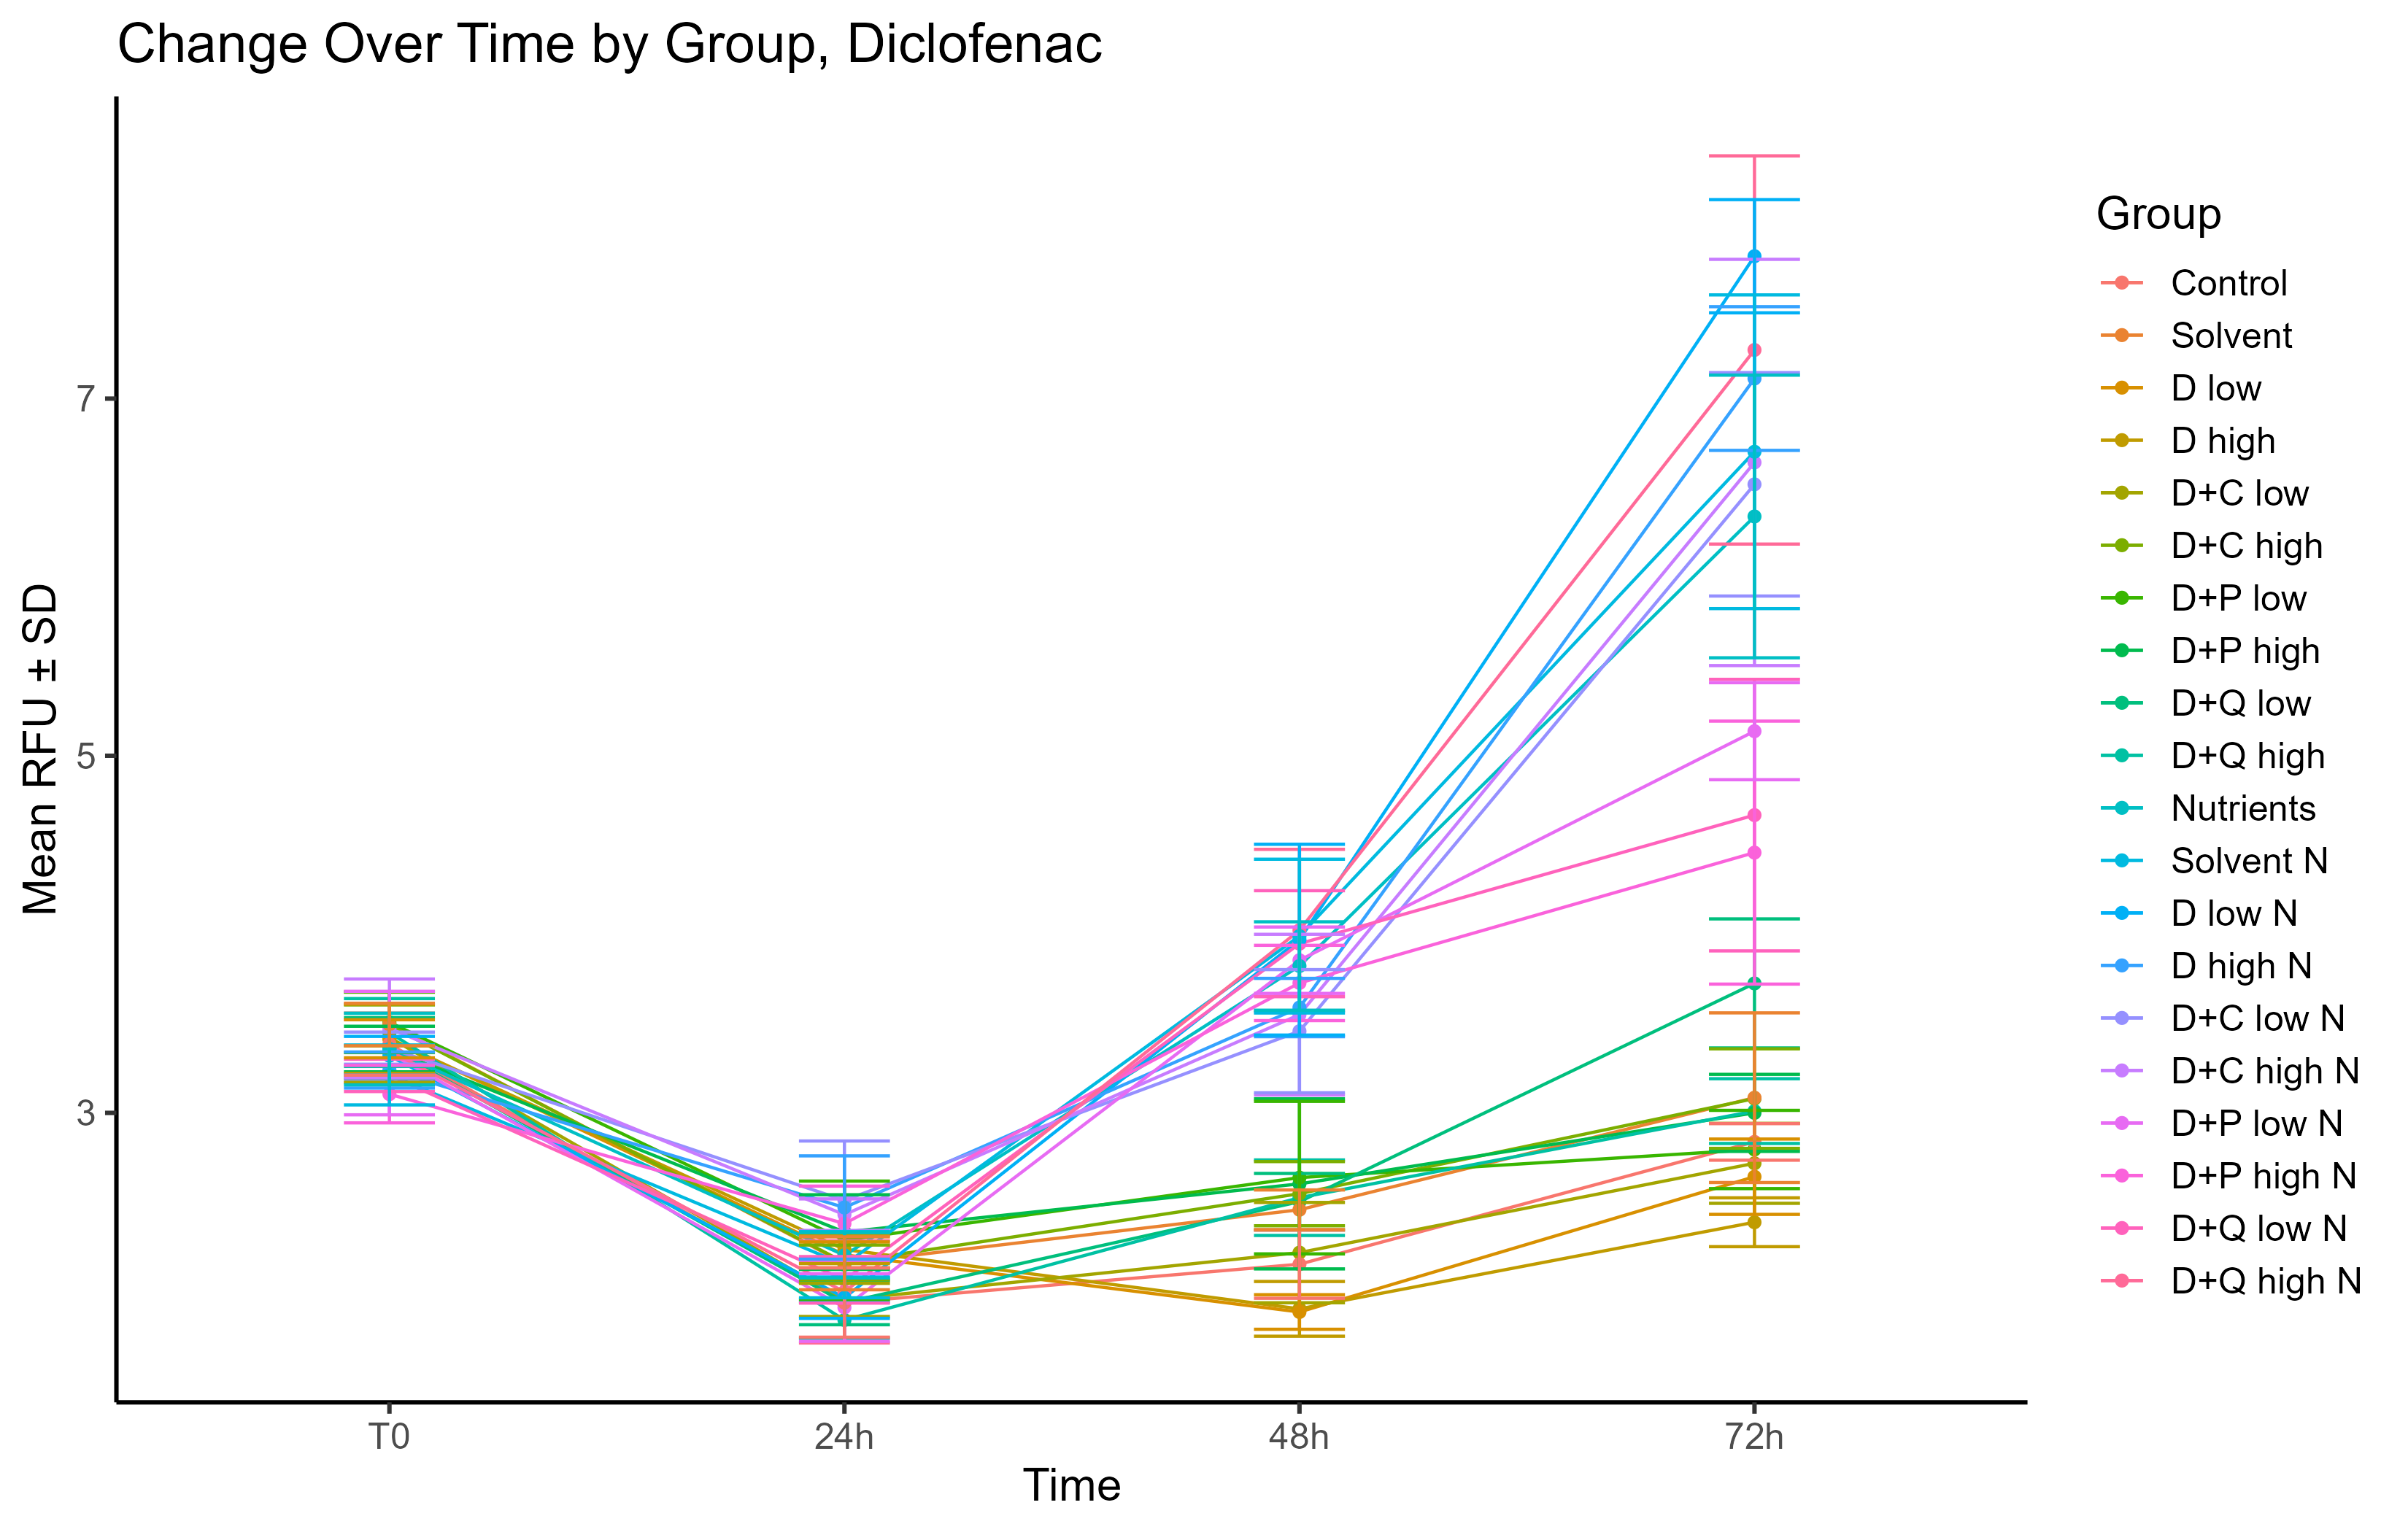 Change Over Time by Group, Diclofenac
Mean RFU ± SD
7
5
3
T0
24h
48h
72h
Time
Group
Control
Solvent
D low
D high
D+C low
D+C high
D+P low
D+P high
D+Q low
D+Q high
Nutrients
Solvent N
D low N
D high N
D+C low N
D+C high N
D+P low N
D+P high N
D+Q low N
D+Q high N